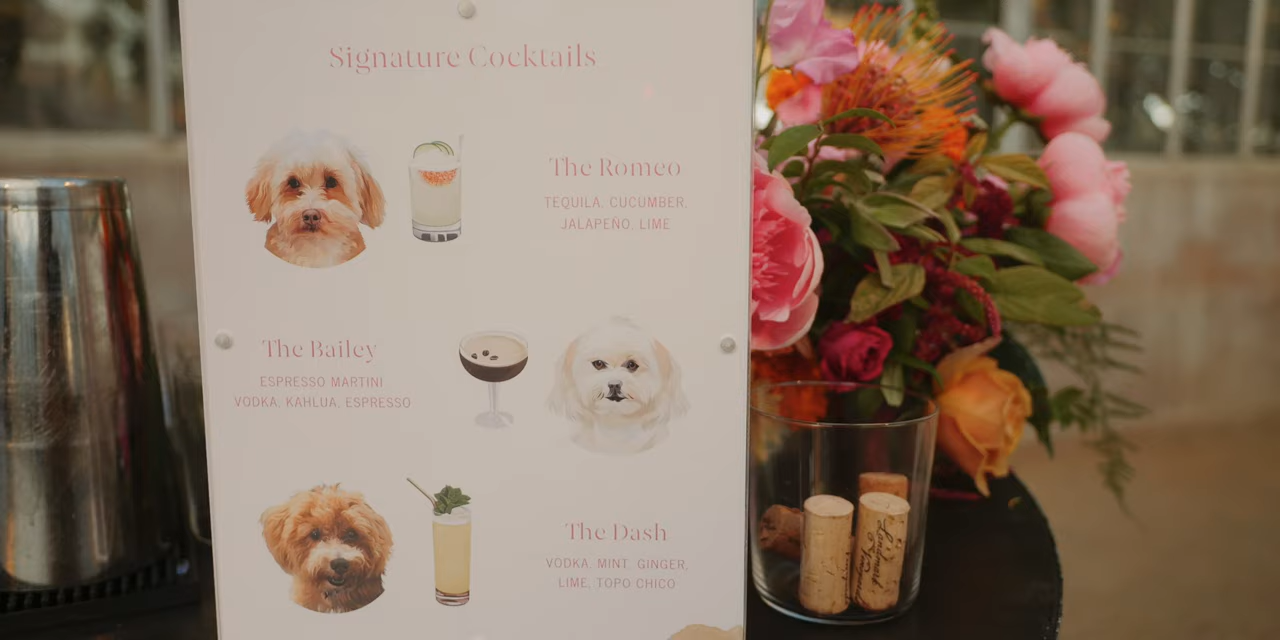 Signature Cocktails
The Romeo
TEQUILA, CUCUMBER,
JALAPEÑO, LIME
The Bailey
ESPRESSO MARTINI
VODKA, KAHLUA, ESPRESSO
The Dash
VODKA, MINT GINGER,
LIME, TOPO CHICO
Landmark